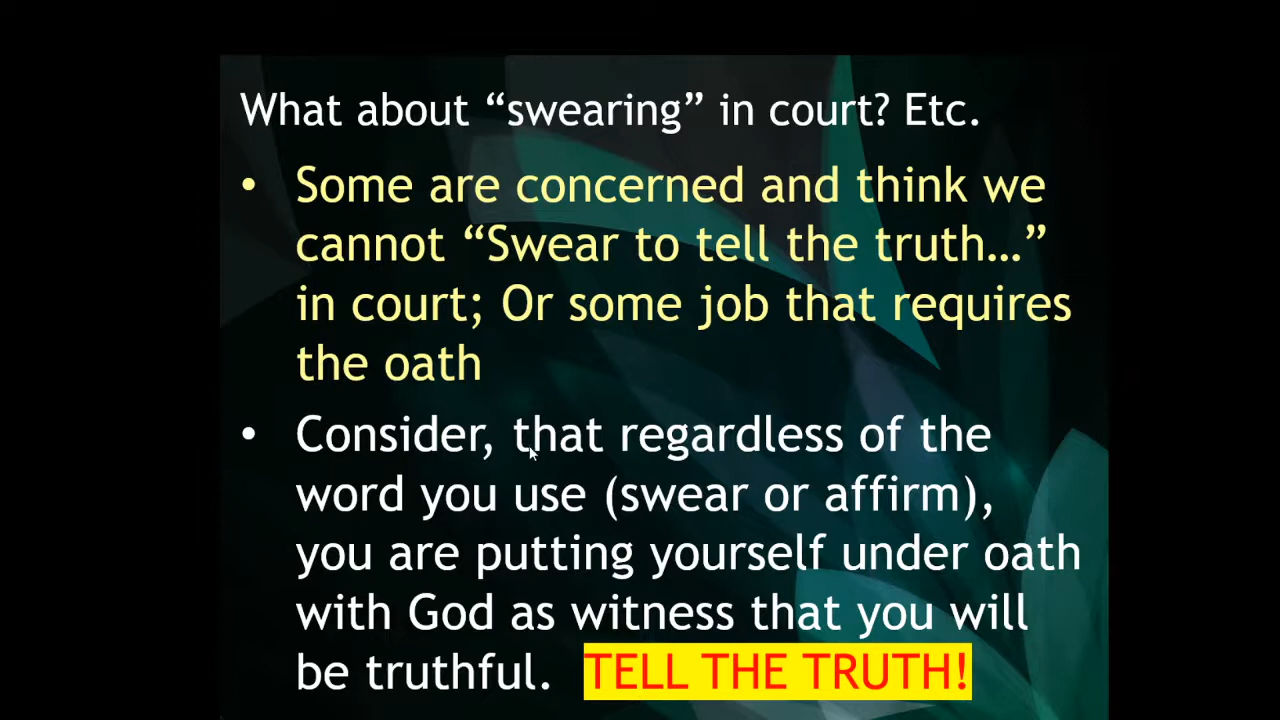 What about “swearing” in court? Etc.
• Some are concerned and think we
cannot “Swear to tell the truth…”
in court; Or some job that requires
the oath
• Consider, that regardless of the
word you use (swear or affirm),
you are putting yourself under oath
with God as witness that you will
be truthful. TELL THE TRUTH!